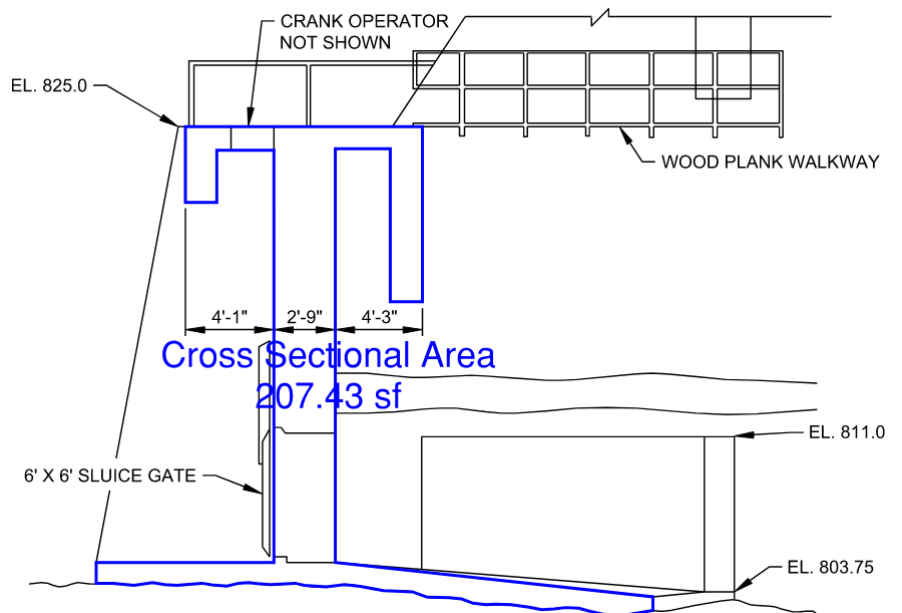 CRANK OPERATOR
NOT SHOWN
EL. 825.0
WOOD PLANK WALKWAY
4'-1"
2'-9"
4'-3"
Cross Sectional Area
207.43 sf
EL. 811.0
6' X 6' SLUICE GATE
EL. 803.75